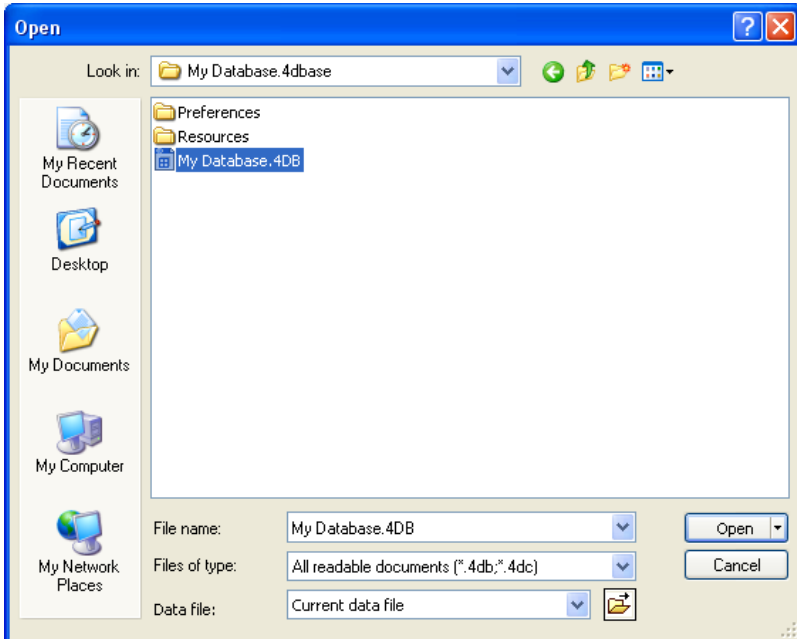 Open
Look in:
My Database.4dbase
My Recent
Documents
Desktop
My Documents
My Computer
My Network
Places
Preferences
Resources
My Database.4DB
File name:
My Database.4DB
Open
Files of type:
All readable documents (*.4db;*.4dc)
Cancel
Data file:
Current data file